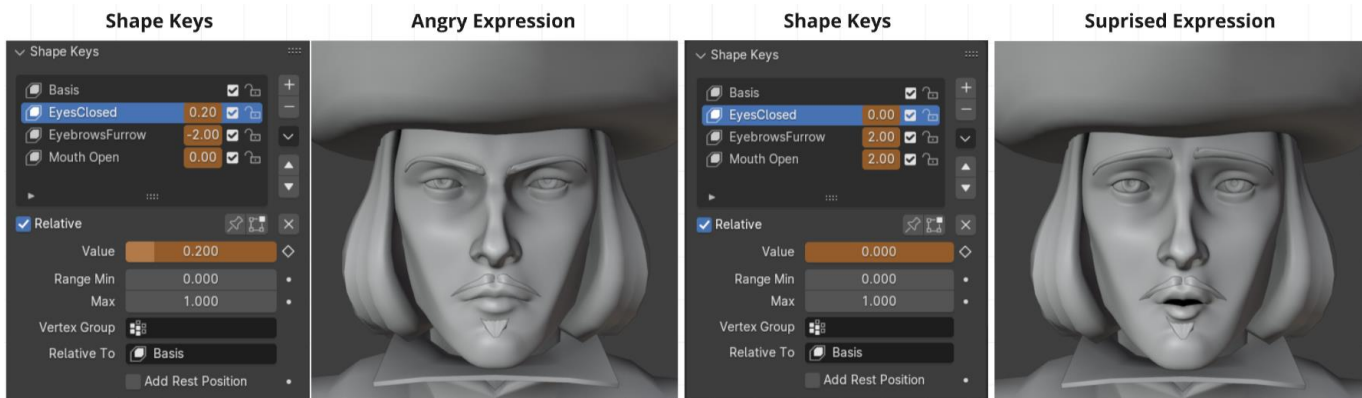 Shape Keys
Angry Expression
Shape Keys
Suprised Expression
Shape Keys
Basis
EyesClosed 0.20
EyebrowsFurrow -2.00
Mouth Open 0.00
Relative
Value 0.200
Range Min 0.000
Max 1.000
Vertex Group
Relative To Basis
Add Rest Position
Shape Keys
Basis
EyesClosed 0.00
EyebrowsFurrow 2.00
Mouth Open 2.00
Relative
Value 0.000
Range Min 0.000
Max 1.000
Vertex Group
Relative To Basis
Add Rest Position